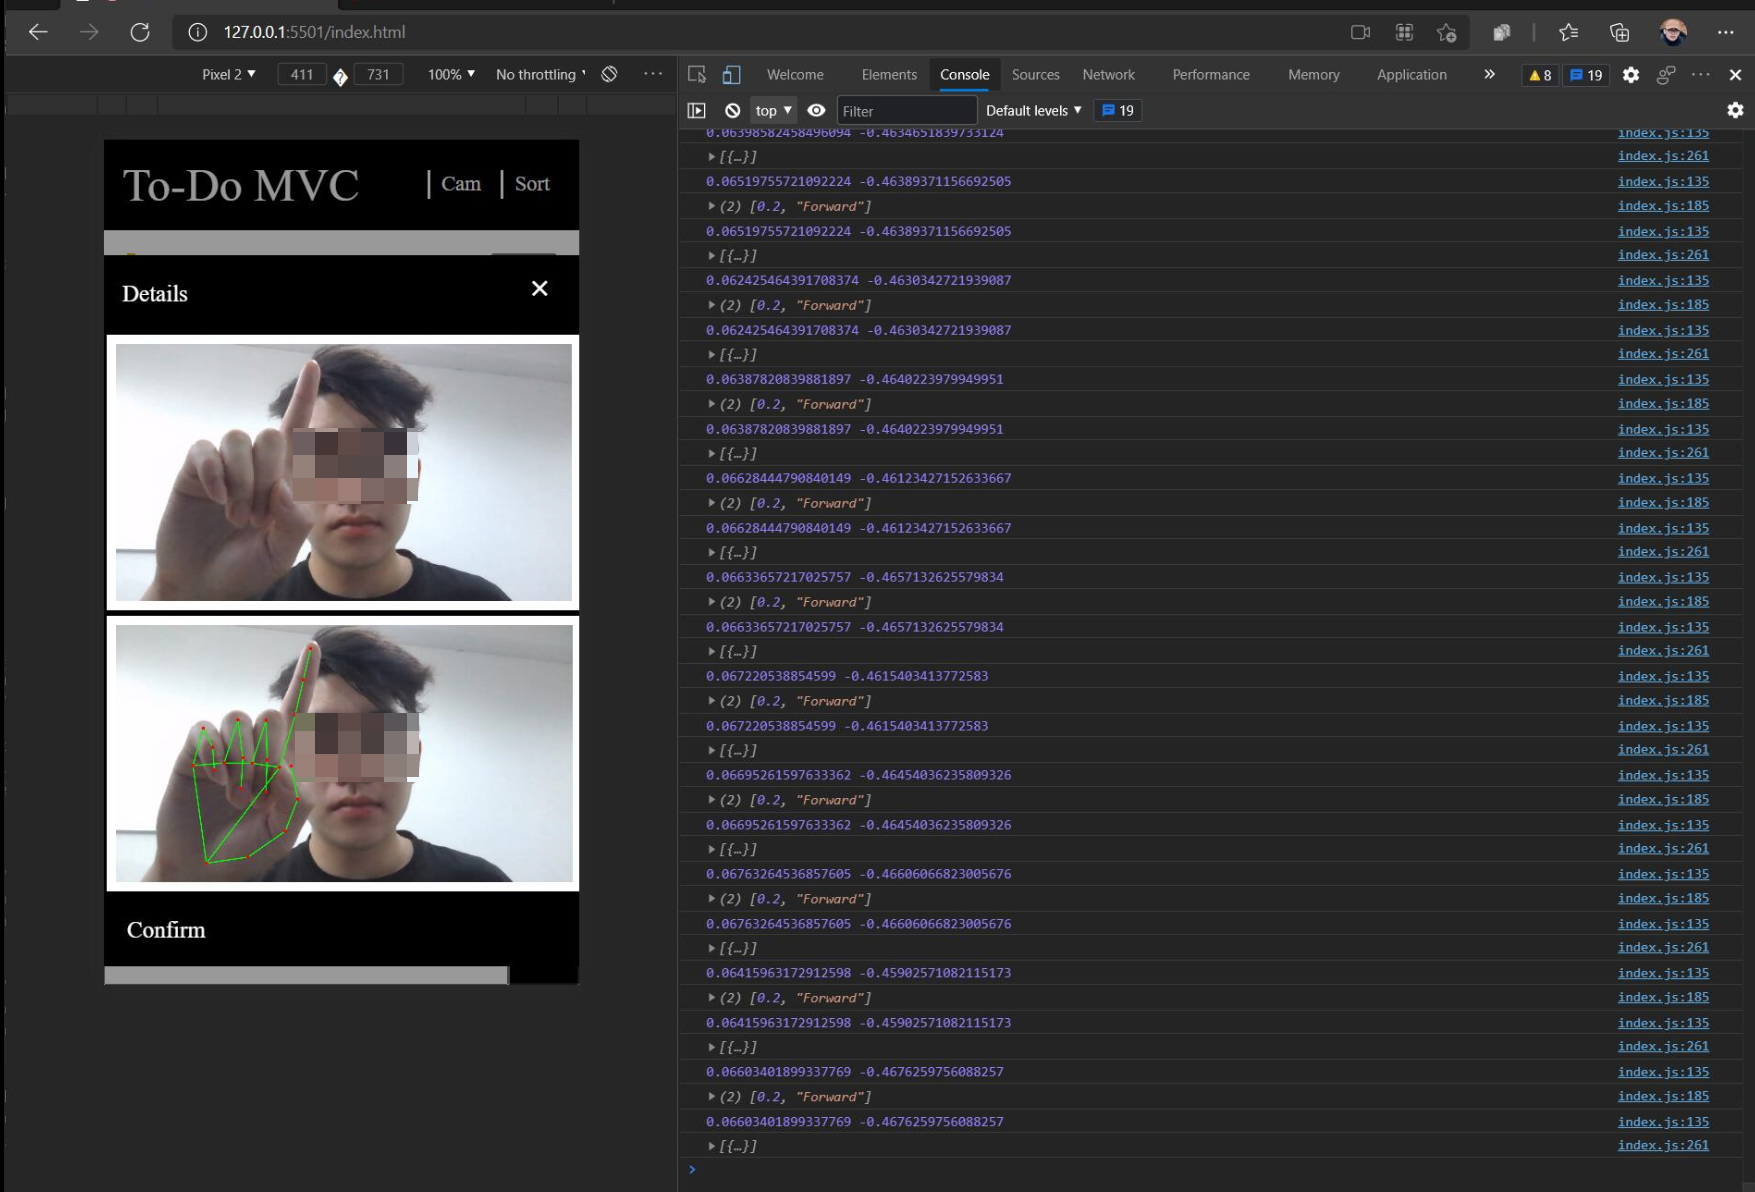 127.0.0.1:5501/index.html
Pixel 2 411 731 100% No throttling
Welcome Elements Console Sources Network Performance Memory Application 8 19
top Filter Default levels 19
To-Do MVC | Cam | Sort
Details
Confirm
0.06398582458496094 -0.4634651839733124 index.js:135
[{…}] index.js:261
0.06519755721092224 -0.46389371156692505 index.js:135
(2) [0.2, "Forward"] index.js:185
0.06519755721092224 -0.46389371156692505 index.js:135
[{…}] index.js:261
0.062425464391708374 -0.4630342721939087 index.js:135
(2) [0.2, "Forward"] index.js:185
0.062425464391708374 -0.4630342721939087 index.js:135
[{…}] index.js:261
0.06387820839881897 -0.4640223979949951 index.js:135
(2) [0.2, "Forward"] index.js:185
0.06387820839881897 -0.4640223979949951 index.js:135
[{…}] index.js:261
0.06628444790840149 -0.46123427152633667 index.js:135
(2) [0.2, "Forward"] index.js:185
0.06628444790840149 -0.46123427152633667 index.js:135
[{…}] index.js:261
0.06633657217025757 -0.4657132625579834 index.js:135
(2) [0.2, "Forward"] index.js:185
0.06633657217025757 -0.4657132625579834 index.js:135
[{…}] index.js:261
0.067220538854599 -0.4615403413772583 index.js:135
(2) [0.2, "Forward"] index.js:185
0.067220538854599 -0.4615403413772583 index.js:135
[{…}] index.js:261
0.06695261597633362 -0.46454036235809326 index.js:135
(2) [0.2, "Forward"] index.js:185
0.06695261597633362 -0.46454036235809326 index.js:135
[{…}] index.js:261
0.06763264536857605 -0.46606066823005676 index.js:135
(2) [0.2, "Forward"] index.js:185
0.06763264536857605 -0.46606066823005676 index.js:135
[{…}] index.js:261
0.06415963172912598 -0.45902571082115173 index.js:135
(2) [0.2, "Forward"] index.js:185
0.06415963172912598 -0.45902571082115173 index.js:135
[{…}] index.js:261
0.06603401899337769 -0.4676259756088257 index.js:135
(2) [0.2, "Forward"] index.js:185
0.06603401899337769 -0.4676259756088257 index.js:135
[{…}] index.js:261